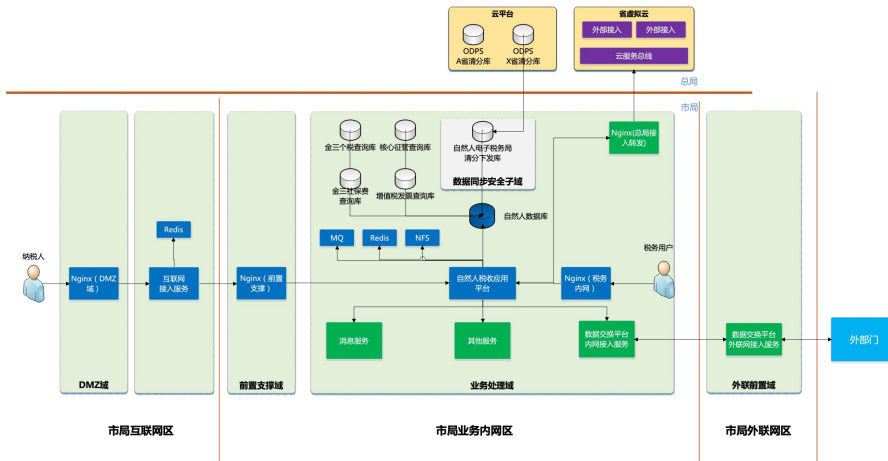 云平台
ODPS
A省清分库
ODPS
X省清分库
省虚拟云
外部接入
外部接入
云服务总线
总局
市局
金三个税查询库
核心征管查询库
自然人电子税务局
清分下发库
数据同步安全子域
Nginx(总局接
入转发)
金三社保费
查询库
增值税发票查询库
自然人数据库
Redis
MQ
Redis
NFS
纳税人
税务用户
Nginx（DMZ
域）
互联网
接入服务
Nginx（前置
支撑）
自然人税收应用
平台
Nginx（税务
内网）
消息服务
其他服务
数据交换平台
内网接入服务
数据交换平台
外联网接入服务
外部门
DMZ域
前置支撑域
业务处理域
外联前置域
市局互联网区
市局业务内网区
市局外联网区